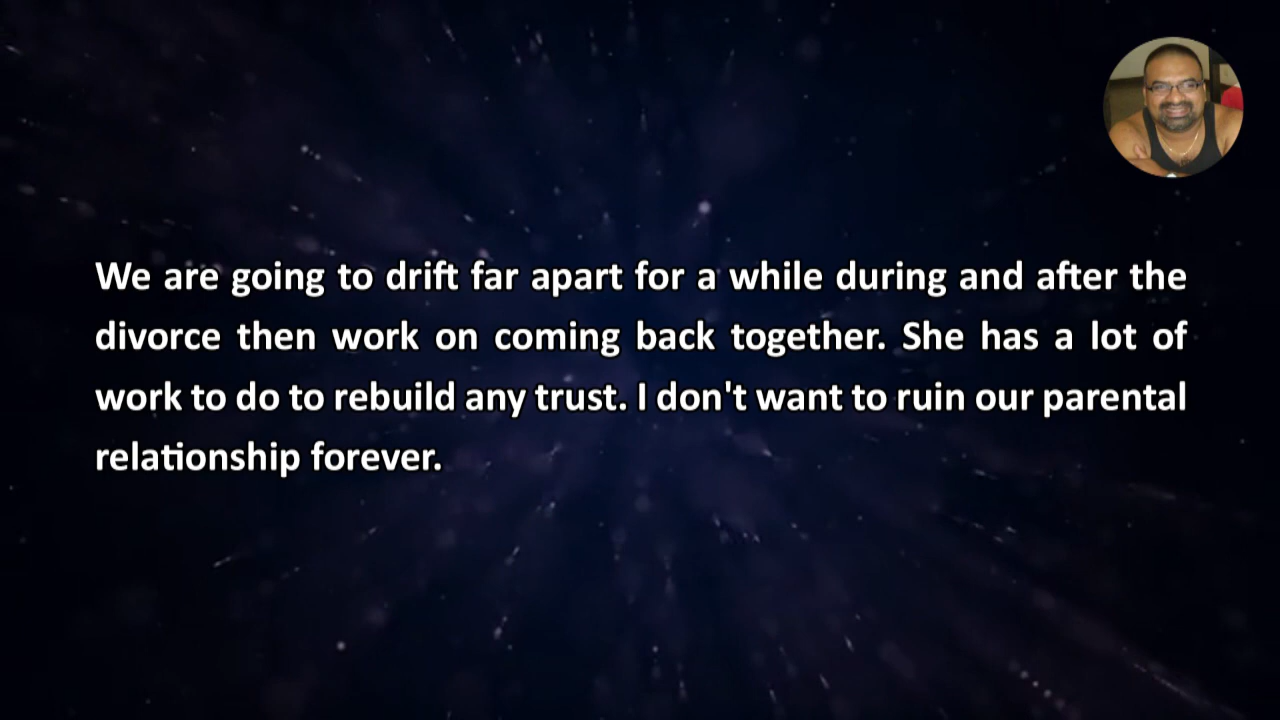 We are going to drift far apart for a while during and after the
divorce then work on coming back together. She has a lot of
work to do to rebuild any trust. I don't want to ruin our parental
relationship forever.